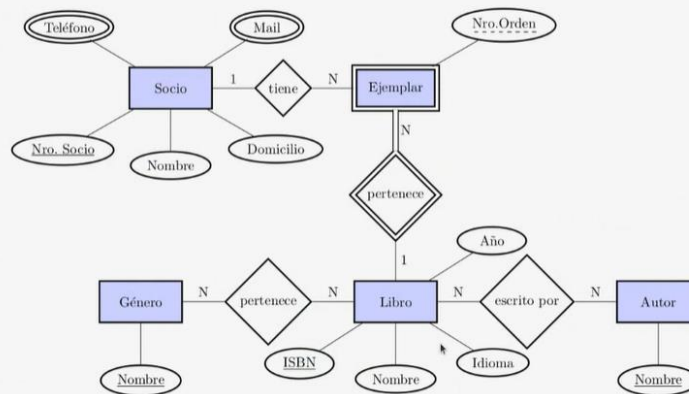 Teléfono
Mail
Nro.Orden
Socio
1
tiene
N
Ejemplar
Nro. Socio
Nombre
Domicilio
N
pertenece
1
Año
Género
N
pertenece
N
Libro
N
escrito por
N
Autor
Nombre
ISBN
Nombre
Idioma
Nombre